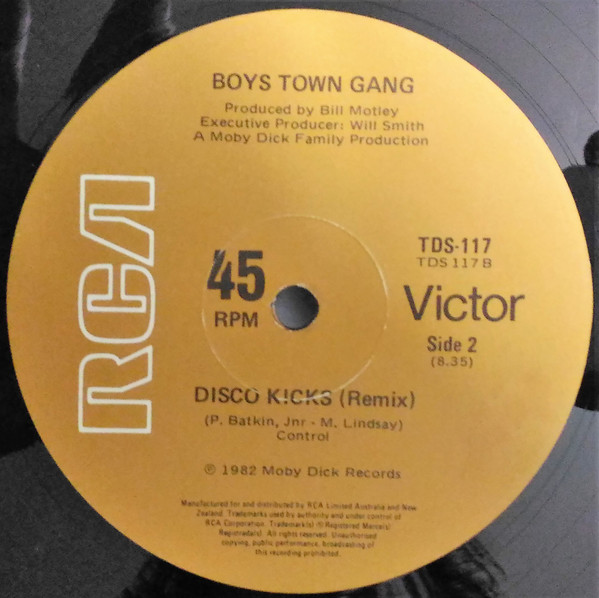 BOYS TOWN GANG
Produced by Bill Motley
Executive Producer: Will Smith
A Moby Dick Family Production
RCA
45
RPM
TDS-117
TDS 117 B
Victor
Side 2
(8.35)
DISCO KICKS (Remix)
(P. Batkin, Jnr - M. Lindsay)
Control
℗ 1982 Moby Dick Records
Manufactured for and distributed by RCA Limited Australia and New
Zealand. Trademarks used by authority and under control of
RCA Corporation. Trademark(s) ® Registered Marca(s)
Registrada(s). All rights reserved. Unauthorised
copying, public performance, broadcasting of
this recording prohibited.